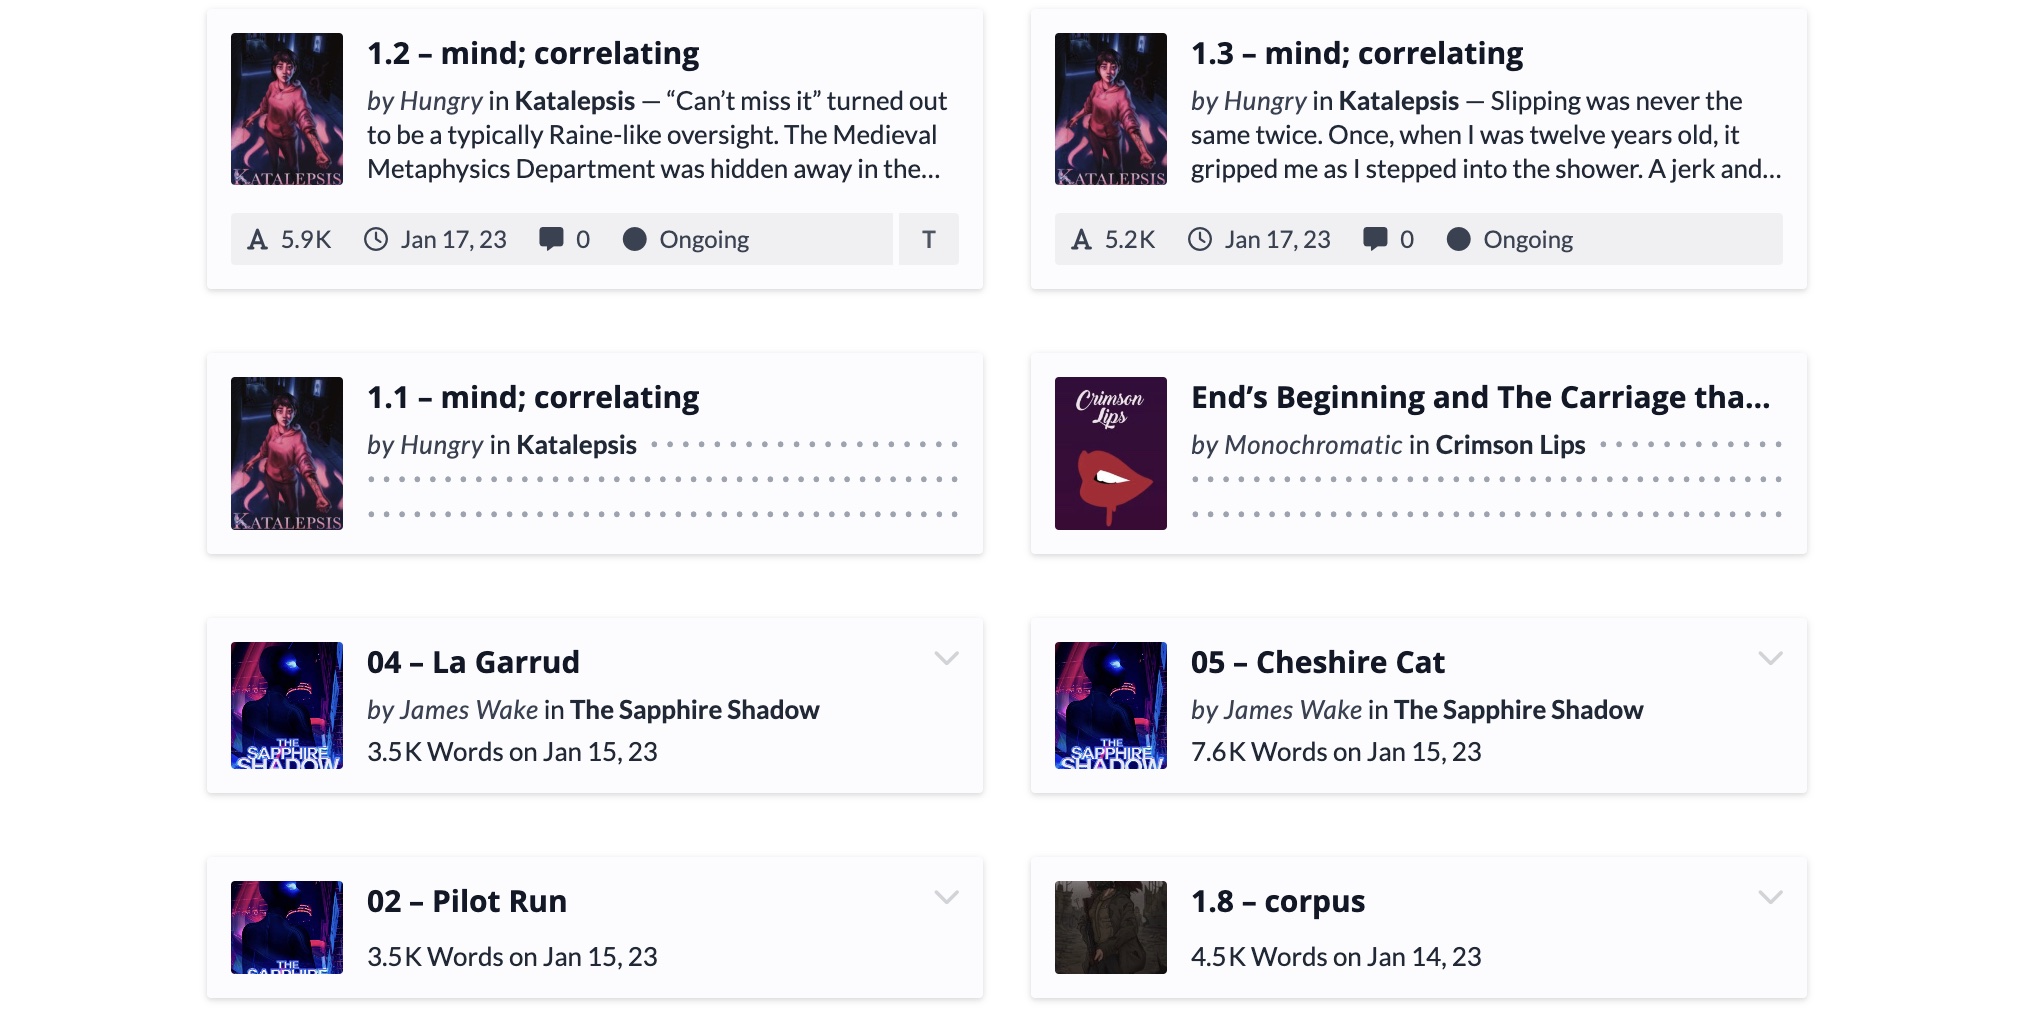 1.2 – mind; correlating
by Hungry in Katalepsis — “Can’t miss it” turned out
to be a typically Raine-like oversight. The Medieval
Metaphysics Department was hidden away in the…
KATALEPSIS
5.9K Jan 17, 23 0 Ongoing T
1.3 – mind; correlating
by Hungry in Katalepsis — Slipping was never the
same twice. Once, when I was twelve years old, it
gripped me as I stepped into the shower. A jerk and…
KATALEPSIS
5.2K Jan 17, 23 0 Ongoing
1.1 – mind; correlating
by Hungry in Katalepsis
KATALEPSIS
End’s Beginning and The Carriage tha…
by Monochromatic in Crimson Lips
Crimson
Lips
04 – La Garrud
by James Wake in The Sapphire Shadow
3.5K Words on Jan 15, 23
THE
SAPPHIRE
SHADOW
05 – Cheshire Cat
by James Wake in The Sapphire Shadow
7.6K Words on Jan 15, 23
THE
SAPPHIRE
SHADOW
02 – Pilot Run
3.5K Words on Jan 15, 23
THE
SAPPHIRE
1.8 – corpus
4.5K Words on Jan 14, 23